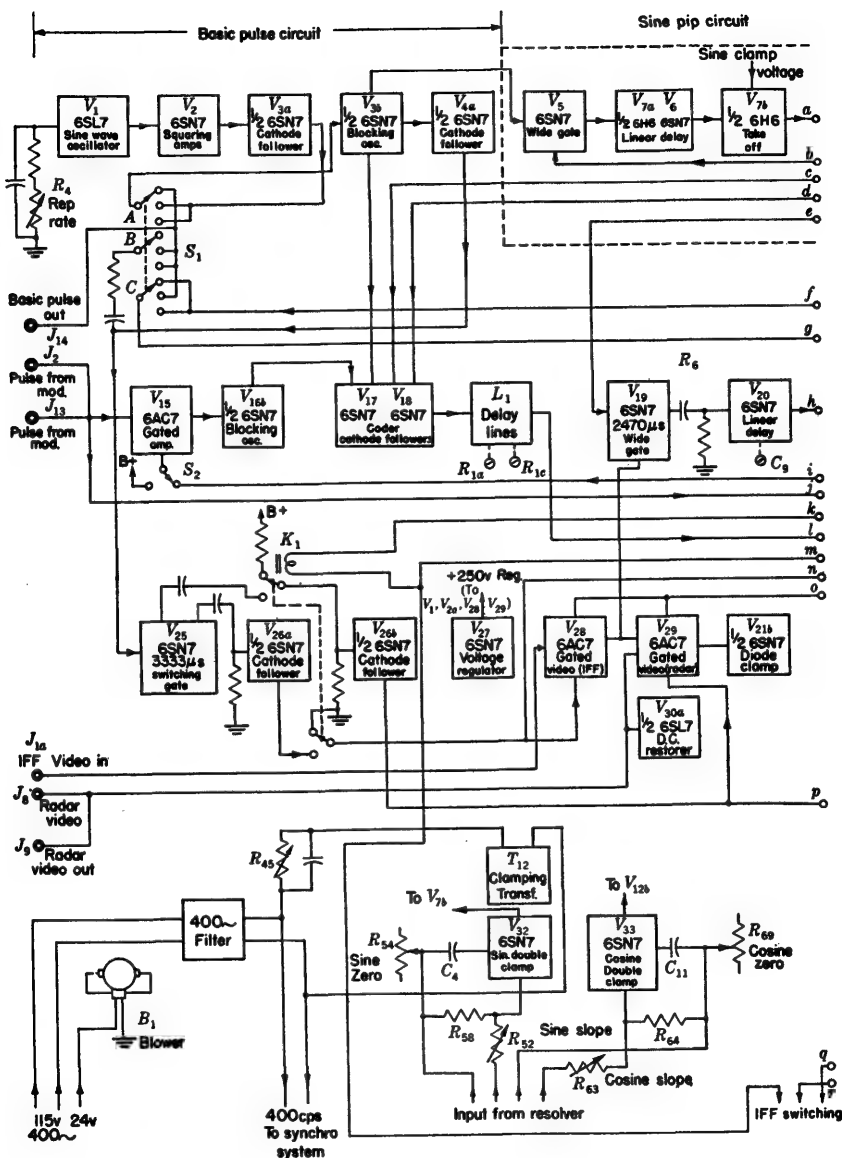 Basic pulse circuit
Sine pip circuit
Sine clamp
voltage
V1
6SL7
Sine wave
oscillator
V2
6SN7
Squaring
amps
V3a
1/2 6SN7
Cathode
follower
V3b
1/2 6SN7
Blocking
osc.
V4a
1/2 6SN7
Cathode
follower
V5
6SN7
Wide gate
V7a V6
1/2 6H6 6SN7
Linear delay
V7b
1/2 6H6
Take
off
a
b
c
d
e
R4
Rep
rate
A
B
C
S1
f
g
Basic pulse
out
J14
J2
Pulse from
mod.
J13
Pulse from
mod.
V15
6AC7
Gated
amp.
V16b
1/2 6SN7
Blocking
osc.
V17 V18
6SN7 6SN7
Coder
cathode followers
L1
Delay
lines
R1a
R1c
R6
V19
6SN7
2470μs
Wide
gate
V20
6SN7
Linear
delay
C9
h
B+
S2
i
j
k
l
m
n
o
B+
K1
+250v Reg.
(To
V1, V2a, V28 V29)
V25
6SN7
3333μs
switching
gate
V26a
1/2 6SN7
Cathode
follower
V26b
1/2 6SN7
Cathode
follower
V27
6SN7
Voltage
regulator
V28
6AC7
Gated
video (IFF)
V29
6AC7
Gated
video(radar)
V21b
1/2 6SN7
Diode
clamp
V30a
1/2 6SL7
D.C.
restorer
J1a
IFF Video in
J8
Radar
video
J9
Radar
video out
p
R45
T12
Clamping
Transf.
To V7b
To V12b
400~
Filter
R54
Sine
Zero
C4
V32
6SN7
Sin. double
clamp
V33
6SN7
Cosine
Double
clamp
C11
R69
Cosine
zero
B1
Blower
R58
R52
Sine slope
R64
R63
Cosine slope
115v 24v
400~
400cps
To synchro
system
Input from resolver
IFF switching
q
r